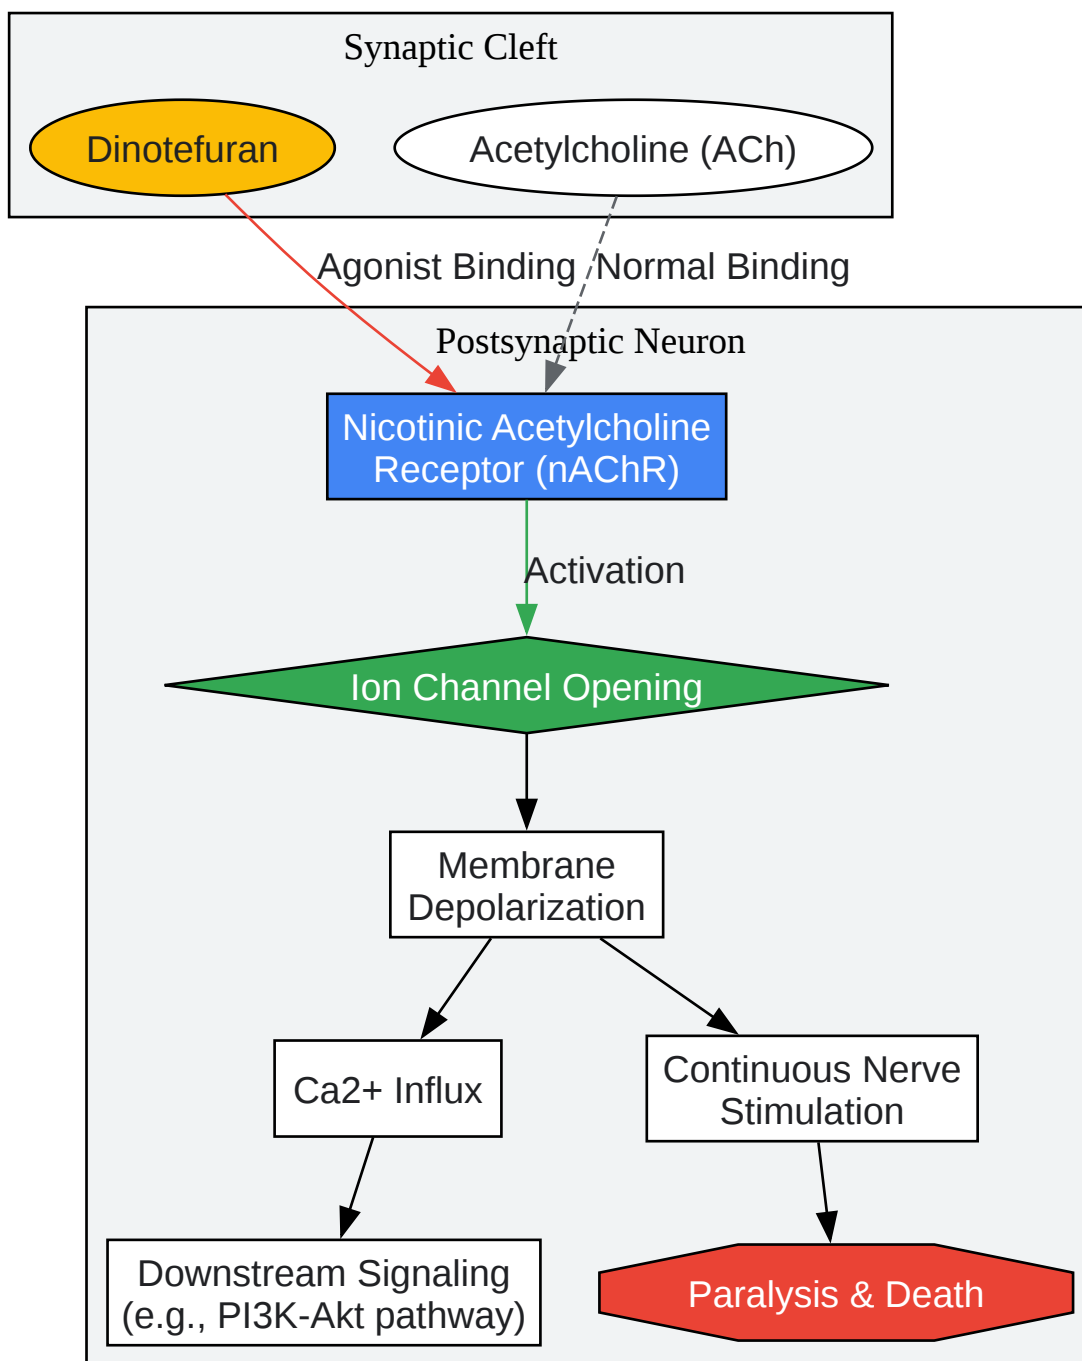 Synaptic Cleft
Dinotefuran
Acetylcholine (ACh)
Agonist Binding
Normal Binding
Postsynaptic Neuron
Nicotinic Acetylcholine
Receptor (nAChR)
Activation
Ion Channel Opening
Membrane
Depolarization
Ca2+ Influx
Continuous Nerve
Stimulation
Downstream Signaling
(e.g., PI3K-Akt pathway)
Paralysis & Death